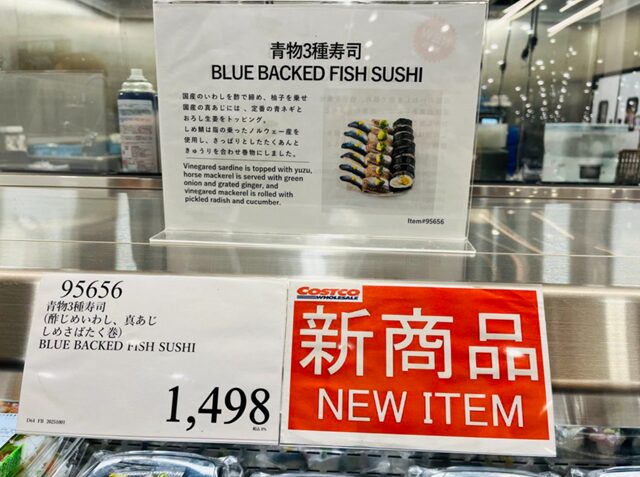 青物3種寿司
BLUE BACKED FISH SUSHI
国産のいわしを酢で締め、柚子を乗せ
国産の真あじには、定番の青ネギと
おろし生姜をトッピング。
しめ鯖は脂の乗ったノルウェー産を
使用し、さっぱりとしたたくあんと
きゅうりを合わせ巻物にしました。
Vinegared sardine is topped with yuzu,
horse mackerel is served with green
onion and grated ginger, and
vinegared mackerel is rolled with
pickled radish and cucumber.
Item#95656
95656
青物3種寿司
(酢じめいわし、真あじ
しめさばたく巻)
BLUE BACKED FISH SUSHI
1,498
税込 8%
D64 FB 20251001
COSTCO
WHOLESALE
新商品
NEW ITEM